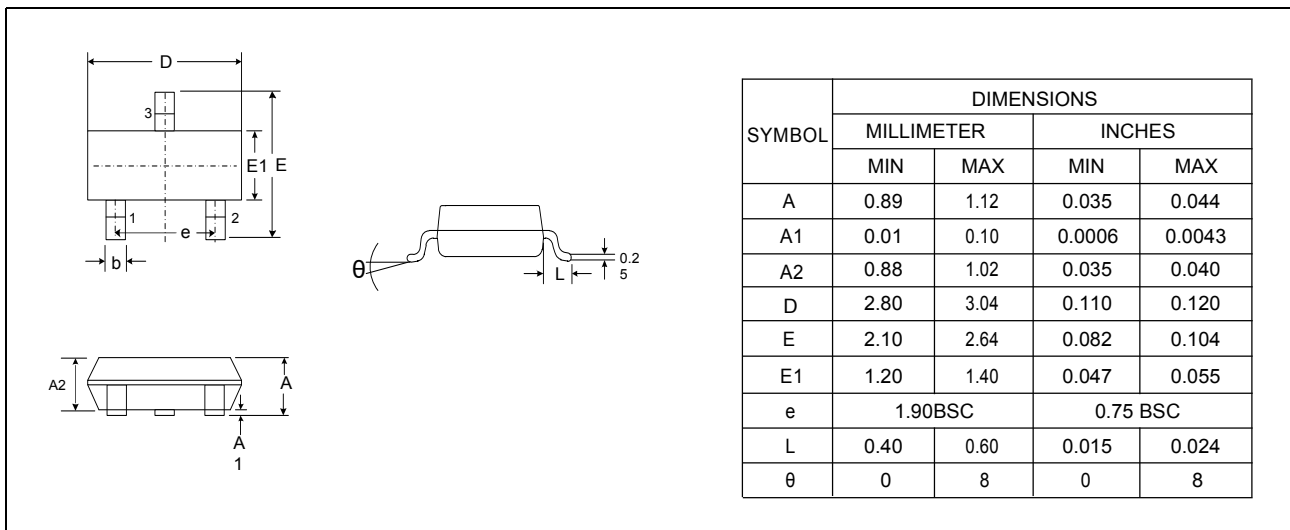 D
3
E1 E
1
2
e
b
θ
L
0.2
5
A2
A
A
1
DIMENSIONS
SYMBOL MILLIMETER INCHES
MIN MAX MIN MAX
A 0.89 1.12 0.035 0.044
A1 0.01 0.10 0.0006 0.0043
A2 0.88 1.02 0.035 0.040
D 2.80 3.04 0.110 0.120
E 2.10 2.64 0.082 0.104
E1 1.20 1.40 0.047 0.055
e 1.90BSC 0.75 BSC
L 0.40 0.60 0.015 0.024
θ 0 8 0 8